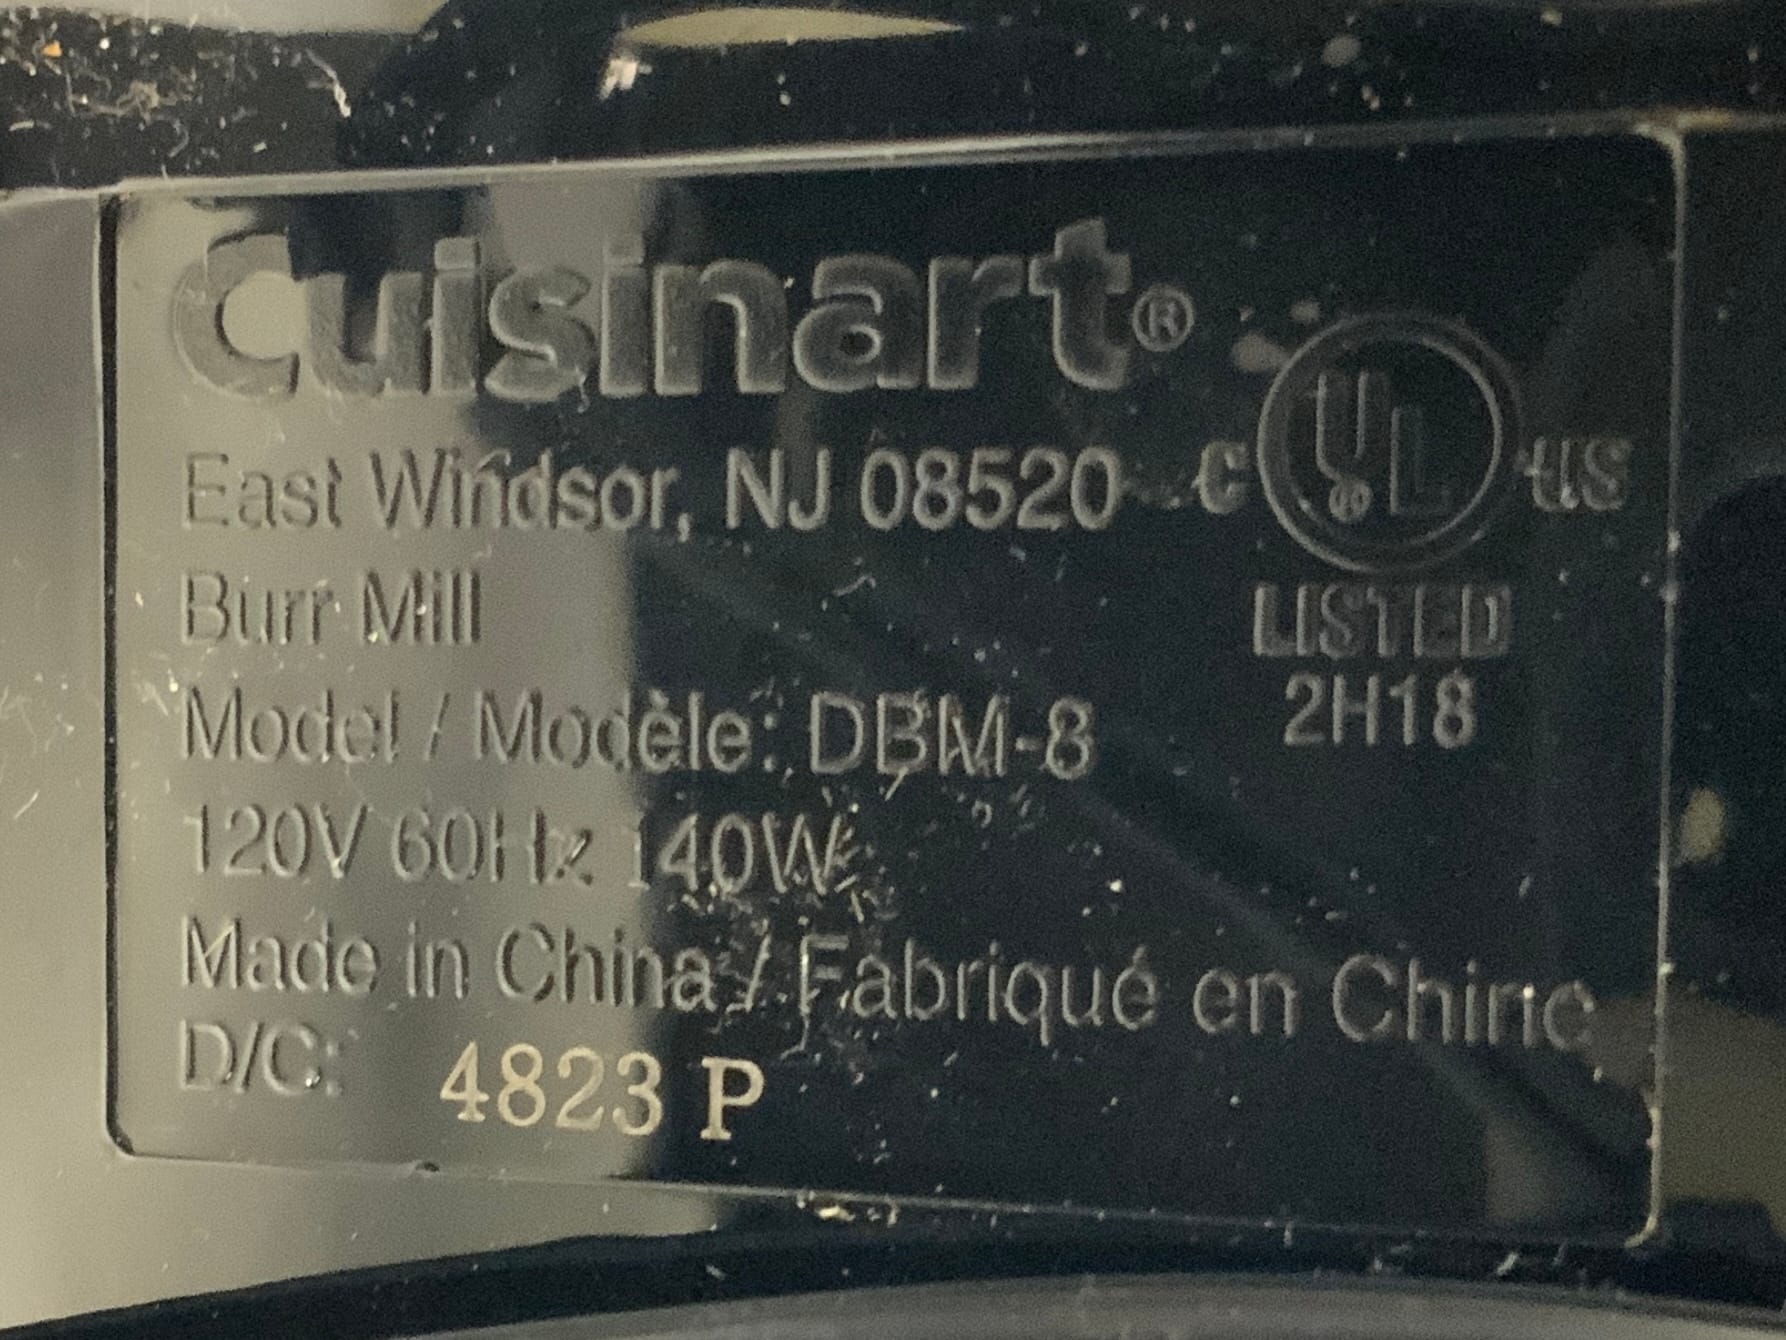 Cuisinart®
East Windsor, NJ 08520
Burr Mill
Model / Modèle: DBM-8
120V 60Hz 140W
Made in China / Fabriqué en Chine
D/C: 4823 P
C UL ® US
LISTED
2H18